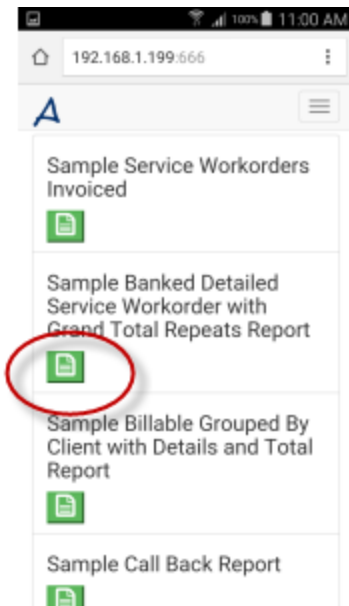 100% 11:00 AM
192.168.1.199:666
A
Sample Service Workorders
Invoiced
Sample Banked Detailed
Service Workorder with
Grand Total Repeats Report
Sample Billable Grouped By
Client with Details and Total
Report
Sample Call Back Report